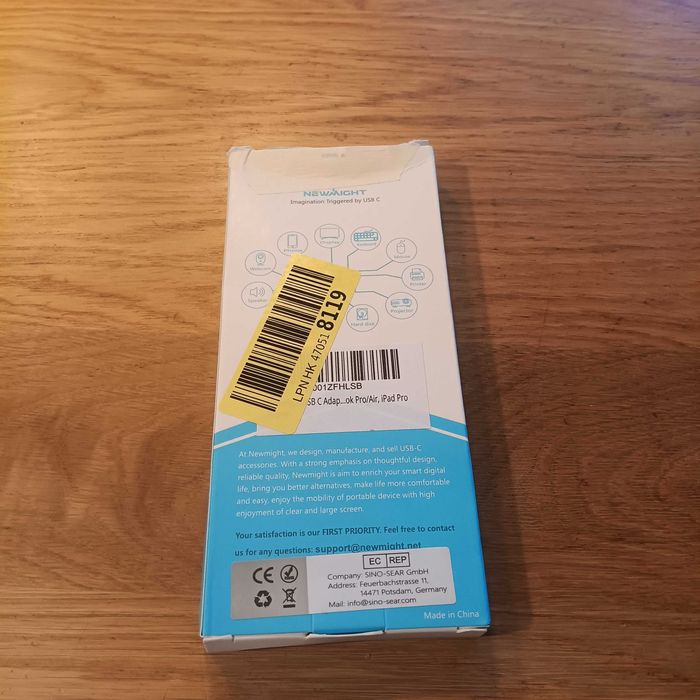 NEWMIGHT
Imagination Triggered by USB C
Phone
Display
Keyboard
Mouse
Webcam
Printer
Speaker
Projector
Hard disk
LPN HK 47051 8119
001ZFHLSB
SB C Adap...ok Pro/Air, iPad Pro
At Newmight, we design, manufacture, and sell USB-C
accessories. With a strong emphasis on thoughtful design,
reliable quality, Newmight is aim to enrich your smart digital
life, bring you better alternatives, make life more comfortable
and easy, enjoy the mobility of portable device with high
enjoyment of clear and large screen.
Your satisfaction is our FIRST PRIORITY. Feel free to contact
us for any questions: support@newmight.net
CE
EC REP
Company: SINO-SEAR GmbH
Address: Feuerbachstrasse 11,
14471 Potsdam, Germany
Mail: info@sino-sear.com
Made in China